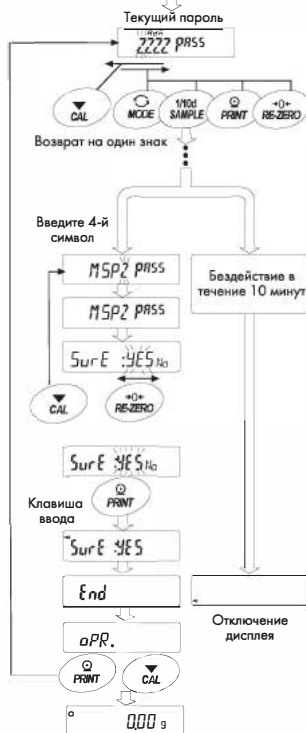 Текущий пароль
2222 PASS
CAL
MODE
1/10d
SAMPLE
PRINT
→0←
RE-ZERO
Возврат на один знак
Введите 4-й
символ
MSP2 PASS
MSP2 PASS
SurE :YES No
CAL
→0←
RE-ZERO
Бездействие в
течение 10 минут
SurE :YES No
PRINT
Клавиша
ввода
SurE :YES
End
Отключение
дисплея
oPR.
PRINT
CAL
0.00 g